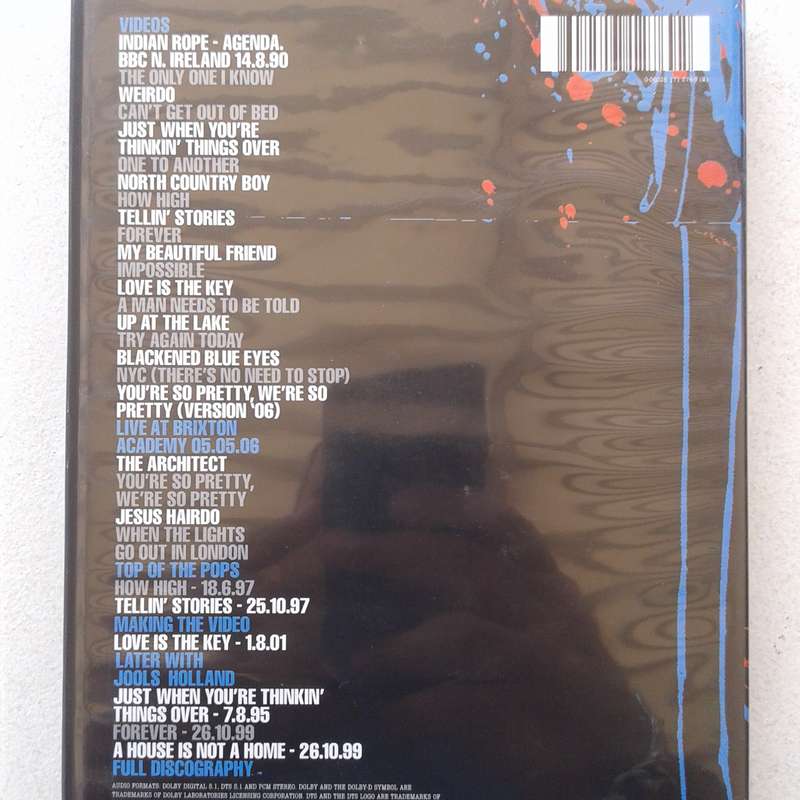 VIDEOS
INDIAN ROPE - AGENDA.
BBC N. IRELAND 14.8.90
THE ONLY ONE I KNOW
WEIRDO
CAN'T GET OUT OF BED
JUST WHEN YOU'RE
THINKIN' THINGS OVER
ONE TO ANOTHER
NORTH COUNTRY BOY
HOW HIGH
TELLIN' STORIES
FOREVER
MY BEAUTIFUL FRIEND
IMPOSSIBLE
LOVE IS THE KEY
A MAN NEEDS TO BE TOLD
UP AT THE LAKE
TRY AGAIN TODAY
BLACKENED BLUE EYES
NYC (THERE'S NO NEED TO STOP)
YOU'RE SO PRETTY, WE'RE SO
PRETTY (VERSION '06)
LIVE AT BRIXTON
ACADEMY 05.05.06
THE ARCHITECT
YOU'RE SO PRETTY,
WE'RE SO PRETTY
JESUS HAIRDO
WHEN THE LIGHTS
GO OUT IN LONDON
TOP OF THE POPS
HOW HIGH - 18.6.97
TELLIN' STORIES - 25.10.97
MAKING THE VIDEO
LOVE IS THE KEY - 1.8.01
LATER WITH
JOOLS HOLLAND
JUST WHEN YOU'RE THINKIN'
THINGS OVER - 7.8.95
FOREVER - 26.10.99
A HOUSE IS NOT A HOME - 26.10.99
FULL DISCOGRAPHY
AUDIO FORMATS: DOLBY DIGITAL 5.1, DTS 5.1 AND PCM STEREO. DOLBY AND THE DOLBY-D SYMBOL ARE
TRADEMARKS OF DOLBY LABORATORIES LICENSING CORPORATION. DTS AND THE DTS LOGO ARE TRADEMARKS OF